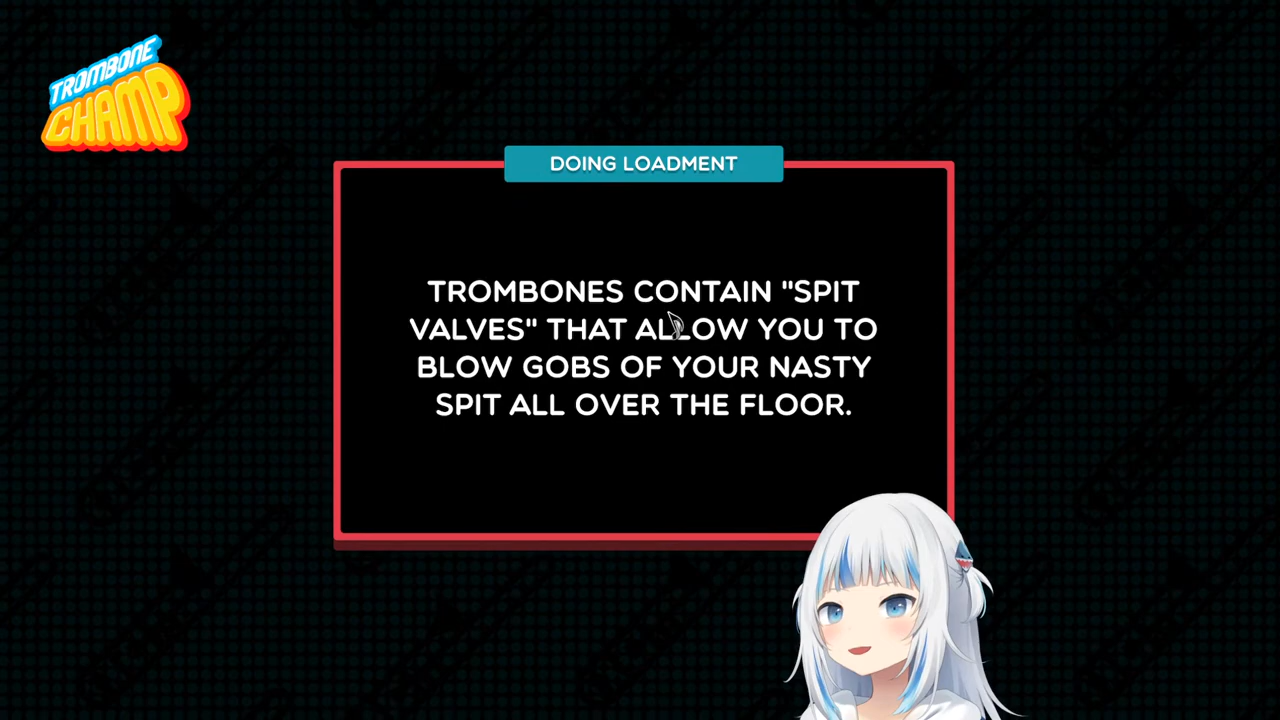 TROMBONE
CHAMP
DOING LOADMENT
TROMBONES CONTAIN "SPIT
VALVES" THAT ALLOW YOU TO
BLOW GOBS OF YOUR NASTY
SPIT ALL OVER THE FLOOR.